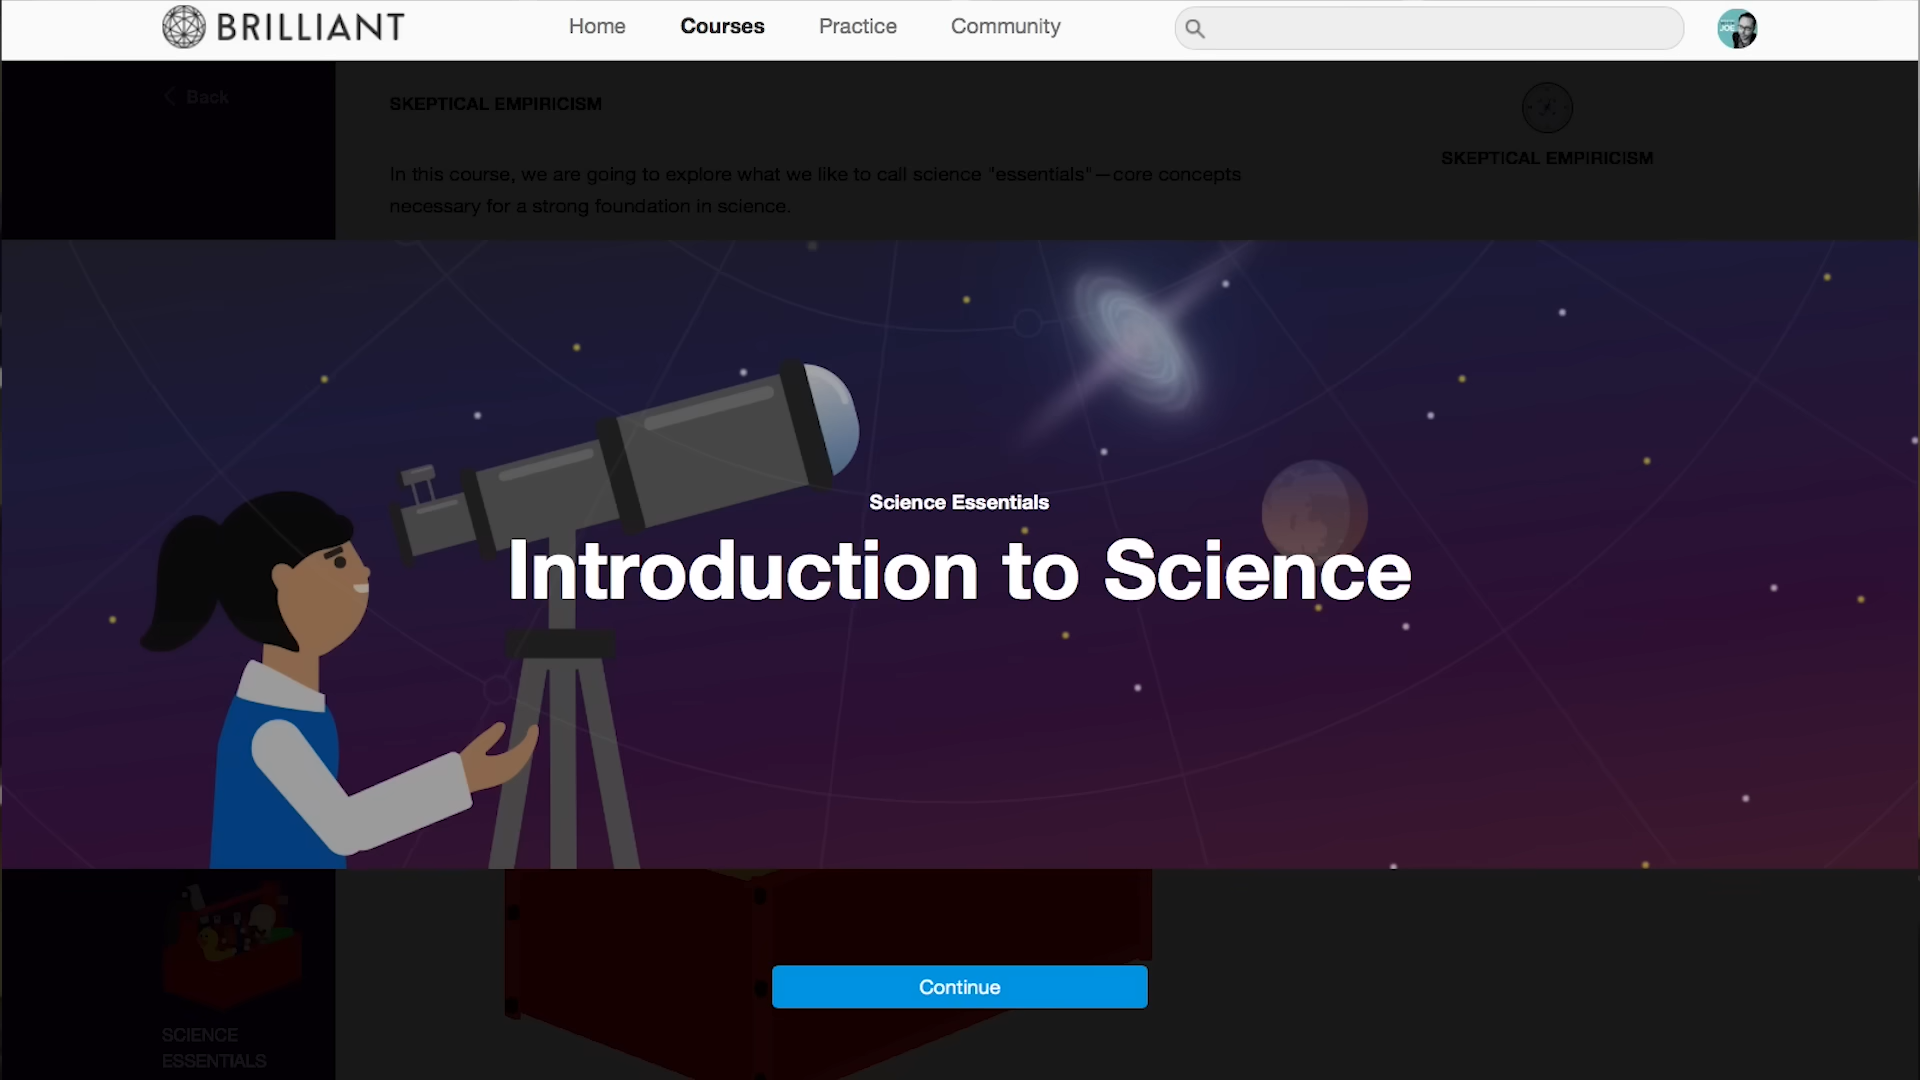 BRILLIANT
Home
Courses
Practice
Community
Back
SKEPTICAL EMPIRICISM
SKEPTICAL EMPIRICISM
In this course, we are going to explore what we like to call science "essentials"—core concepts
necessary for a strong foundation in science.
Science Essentials
Introduction to Science
Continue
SCIENCE
ESSENTIALS